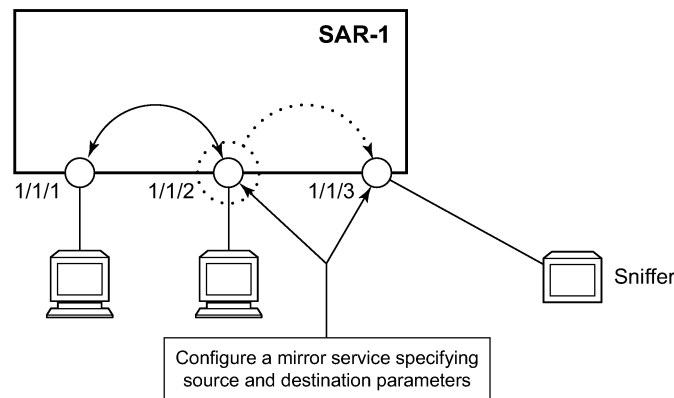 SAR-1
1/1/1
1/1/2
1/1/3
Sniffer
Configure a mirror service specifying
source and destination parameters